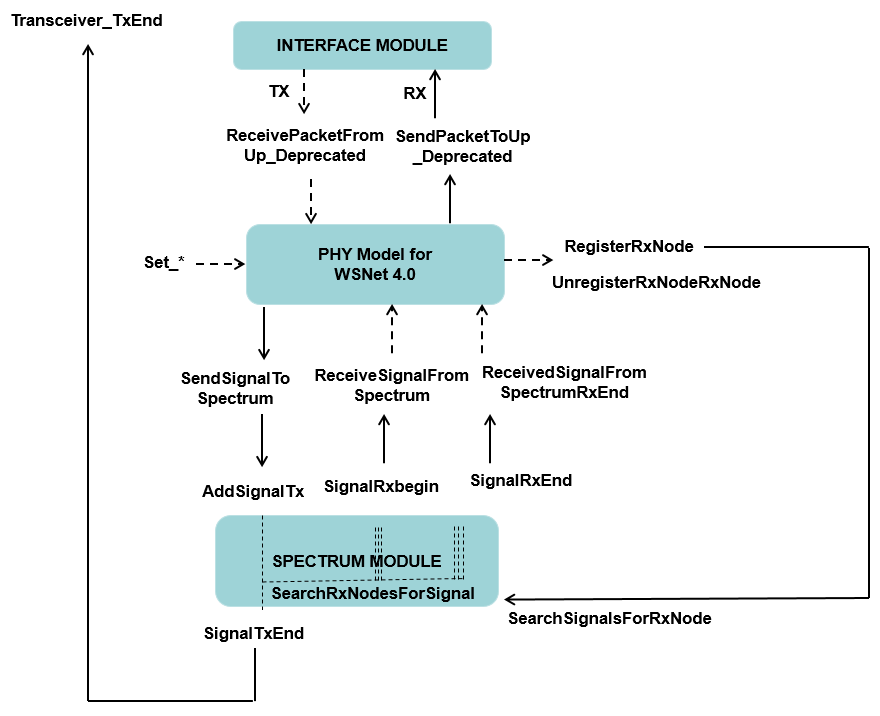 Transceiver_TxEnd
INTERFACE MODULE
TX
RX
ReceivePacketFrom
Up_Deprecated
SendPacketToUp
_Deprecated
Set_*
PHY Model for
WSNet 4.0
RegisterRxNode
UnregisterRxNodeRxNode
SendSignalTo
Spectrum
ReceiveSignalFrom
Spectrum
ReceivedSignalFrom
SpectrumRxEnd
AddSignalTx
SignalRxbegin
SignalRxEnd
SPECTRUM MODULE
SearchRxNodesForSignal
SearchSignalsForRxNode
SignalTxEnd